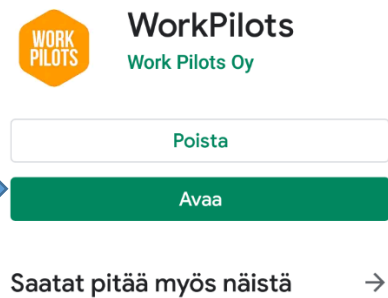 WORK
PILOTS
WorkPilots
Work Pilots Oy
Poista
Avaa
Saatat pitää myös näistä